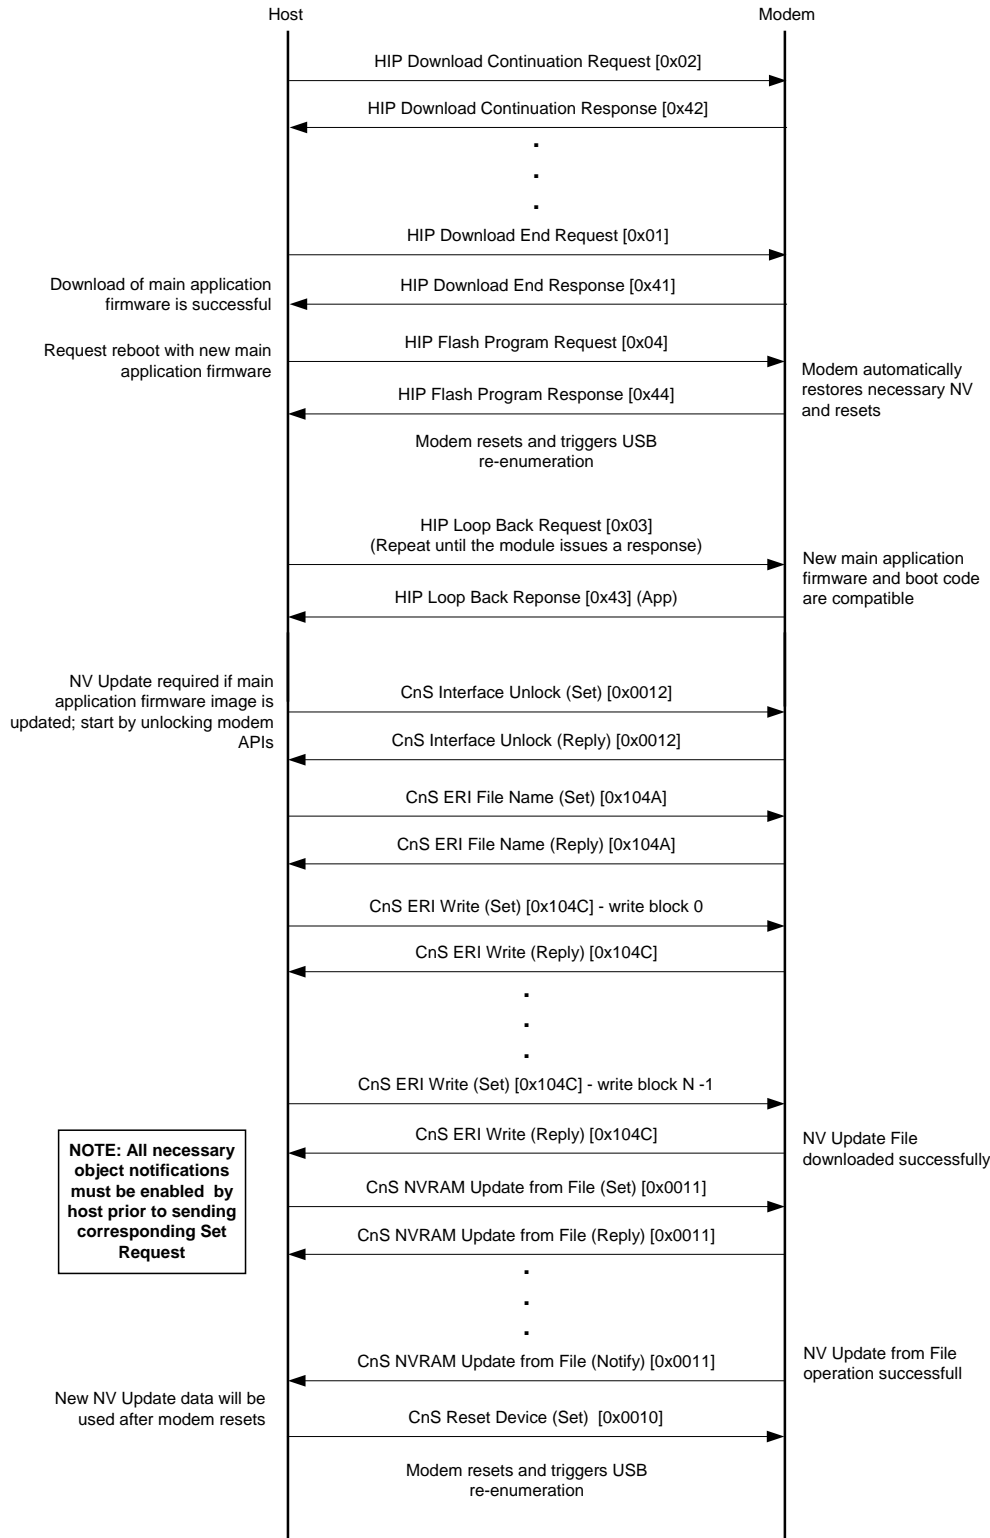 Host
Modem
HIP Download Continuation Request [0x02]
HIP Download Continuation Response [0x42]
HIP Download End Request [0x01]
Download of main application
firmware is successful
HIP Download End Response [0x41]
Request reboot with new main
application firmware
HIP Flash Program Request [0x04]
Modem automatically
restores necessary NV
and resets
HIP Flash Program Response [0x44]
Modem resets and triggers USB
re-enumeration
HIP Loop Back Request [0x03]
(Repeat until the module issues a response)
New main application
firmware and boot code
are compatible
HIP Loop Back Reponse [0x43] (App)
NV Update required if main
application firmware image is
updated; start by unlocking modem
APIs
CnS Interface Unlock (Set) [0x0012]
CnS Interface Unlock (Reply) [0x0012]
CnS ERI File Name (Set) [0x104A]
CnS ERI File Name (Reply) [0x104A]
CnS ERI Write (Set) [0x104C] - write block 0
CnS ERI Write (Reply) [0x104C]
CnS ERI Write (Set) [0x104C] - write block N -1
CnS ERI Write (Reply) [0x104C]
NV Update File
downloaded successfully
NOTE: All necessary
object notifications
must be enabled  by
host prior to sending
corresponding Set
Request
CnS NVRAM Update from File (Set) [0x0011]
CnS NVRAM Update from File (Reply) [0x0011]
CnS NVRAM Update from File (Notify) [0x0011]
NV Update from File
operation successfull
New NV Update data will be
used after modem resets
CnS Reset Device (Set)  [0x0010]
Modem resets and triggers USB
re-enumeration